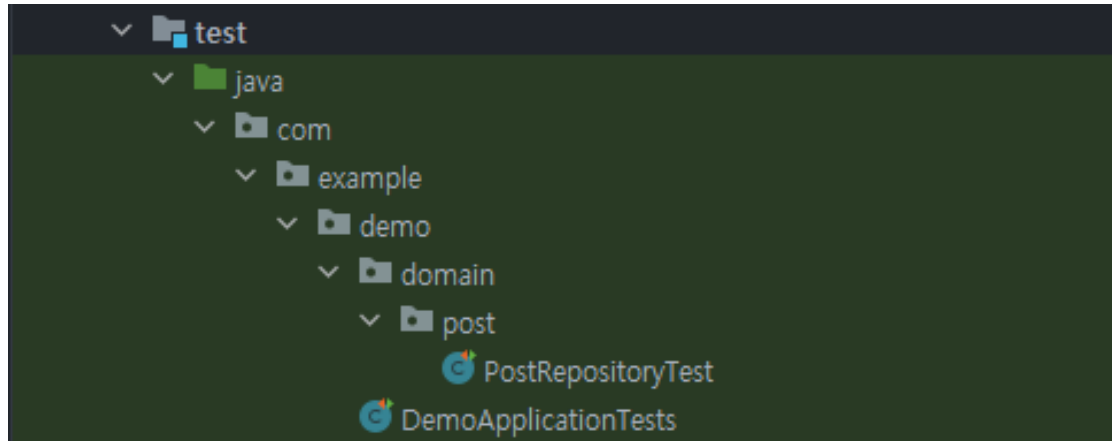 test
java
com
example
demo
domain
post
PostRepositoryTest
DemoApplicationTests